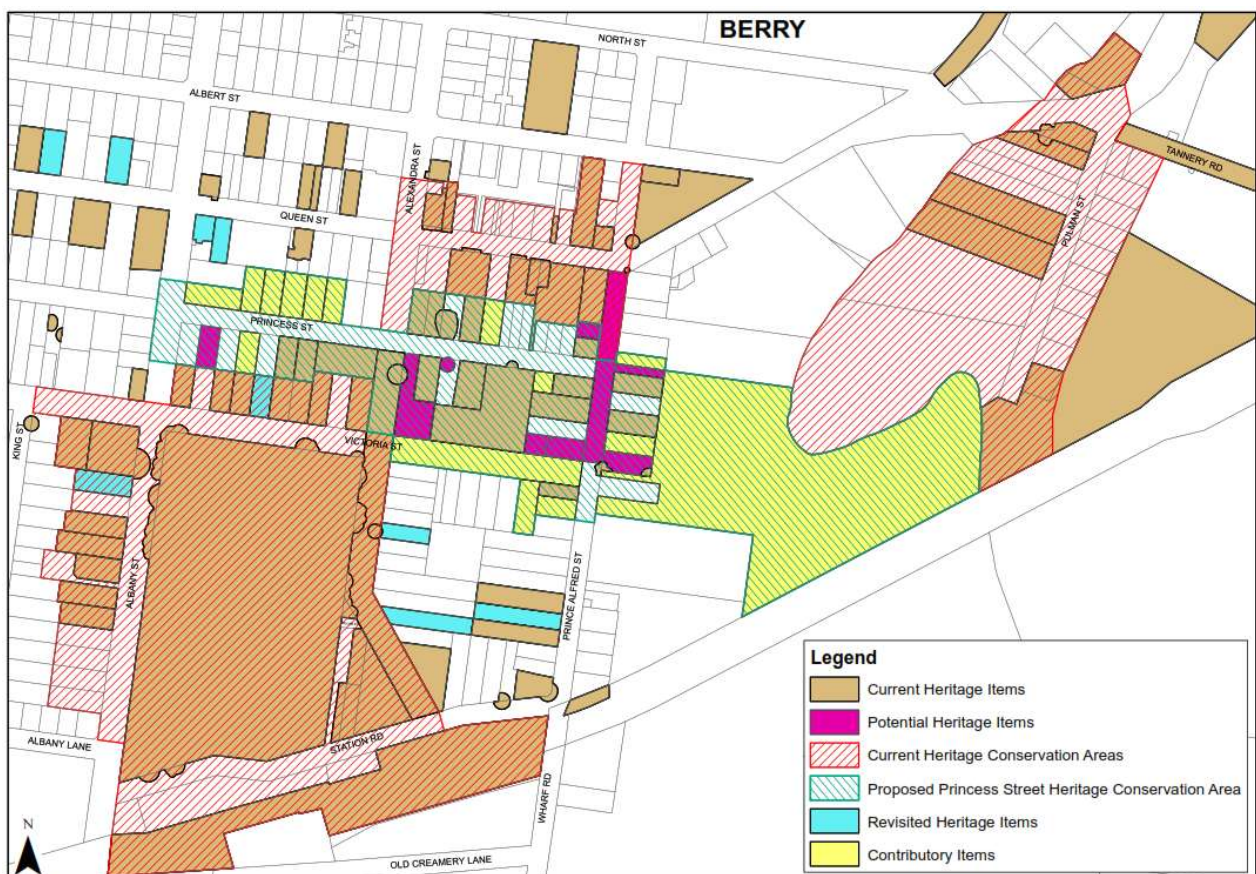 BERRY
NORTH ST
ALBERT ST
ALEXANDRA ST
TANNERY RD
QUEEN ST
PULMAN ST
PRINCESS ST
KING ST
VICTORIA ST
ALBANY ST
PRINCE ALFRED ST
Legend
Current Heritage Items
Potential Heritage Items
Current Heritage Conservation Areas
Proposed Princess Street Heritage Conservation Area
Revisited Heritage Items
Contributory Items
ALBANY LANE
STATION RD
WHARF RD
N
OLD CREAMERY LANE